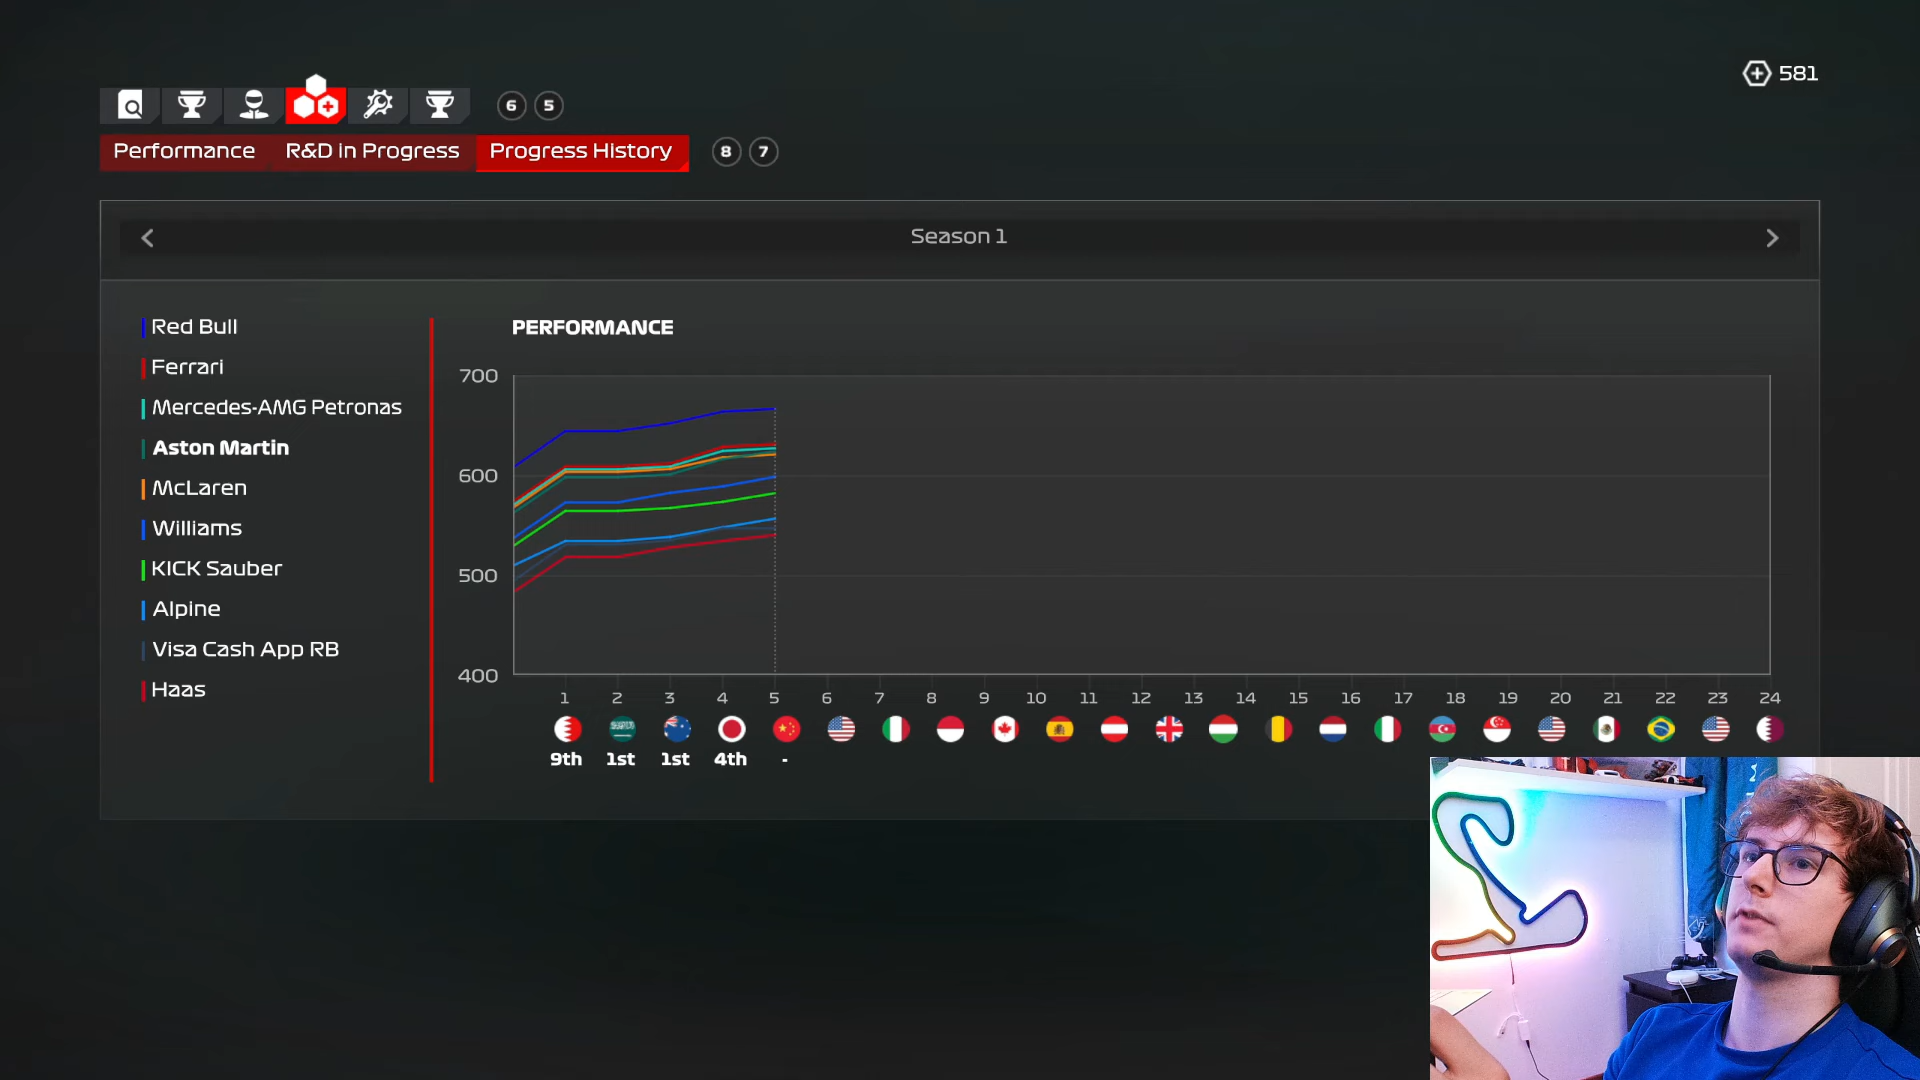 581
6 5
Performance R&D in Progress Progress History 8 7
Season 1
Red Bull
Ferrari
Mercedes-AMG Petronas
Aston Martin
McLaren
Williams
KICK Sauber
Alpine
Visa Cash App RB
Haas
PERFORMANCE
700
600
500
400
1 2 3 4 5 6 7 8 9 10 11 12 13 14 15 16 17 18 19 20 21 22 23 24
9th 1st 1st 4th -